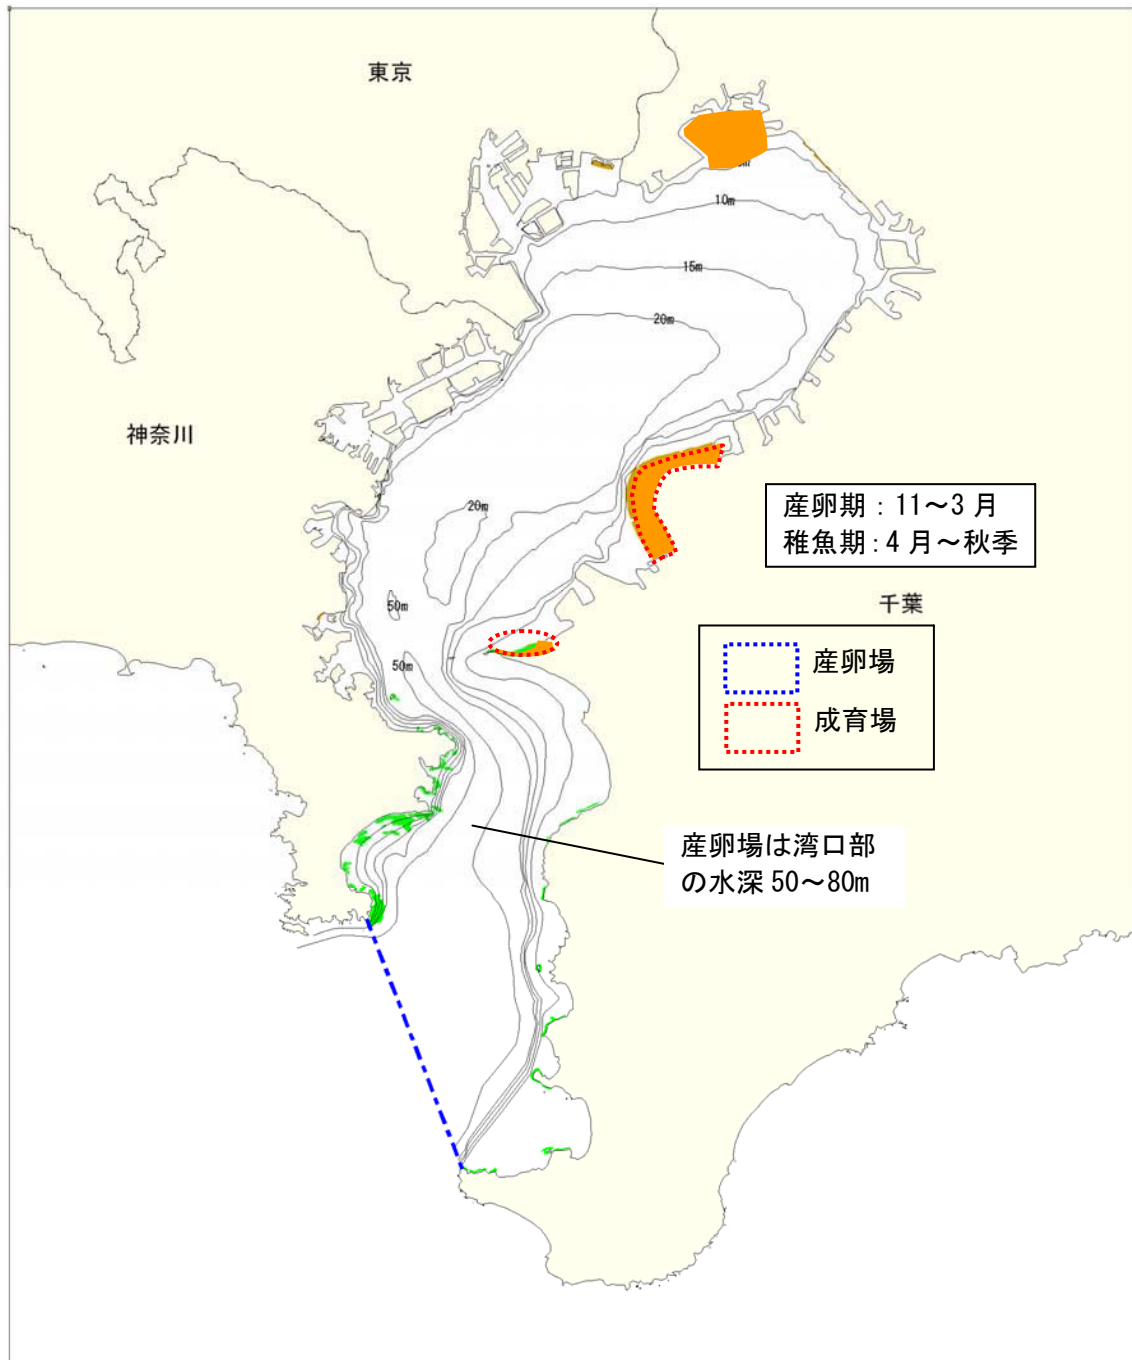 東京
10m
15m
20m
神奈川
20m
産卵期：11～3 月
稚魚期：4 月～秋季
千葉
50m
50m
産卵場
成育場
産卵場は湾口部
の水深 50～80m